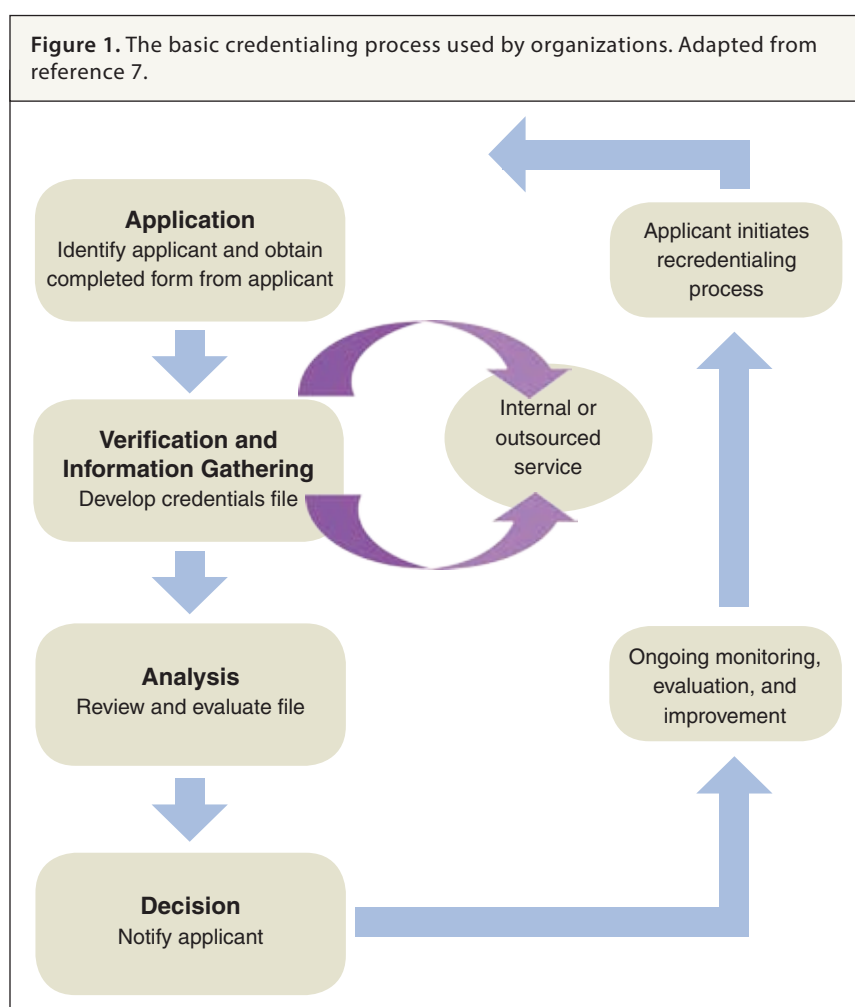 Figure 1. The basic credentialing process used by organizations. Adapted from
reference 7.
Application
Identify applicant and obtain
completed form from applicant
Verification and
Information Gathering
Develop credentials file
Internal or
outsourced
service
Analysis
Review and evaluate file
Decision
Notify applicant
Ongoing monitoring,
evaluation, and
improvement
Applicant initiates
recredentialing
process